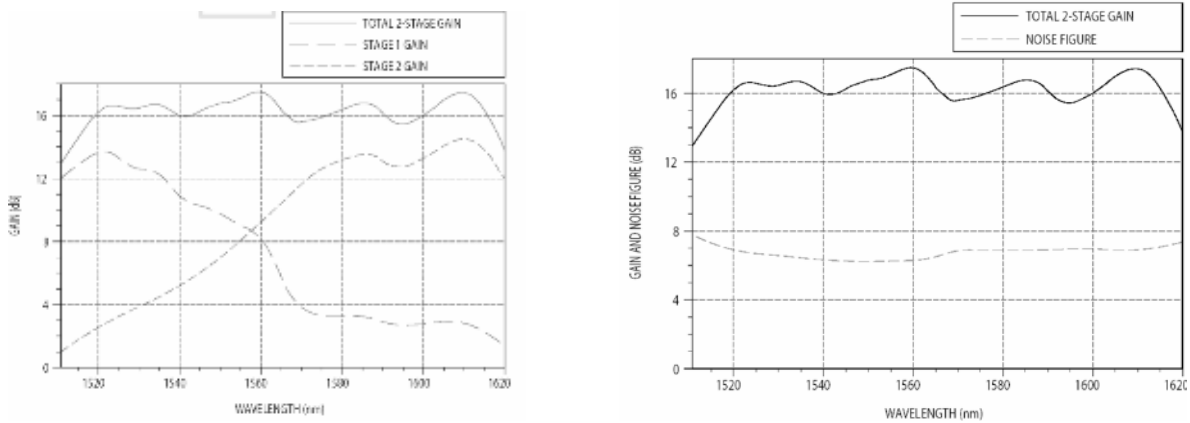 TOTAL 2-STAGE GAIN
STAGE 1 GAIN
STAGE 2 GAIN
16
12
8
4
0
GAIN (dB)
1520
1540
1560
1580
1600
1620
WAVELENGTH (nm)
TOTAL 2-STAGE GAIN
NOISE FIGURE
16
12
8
4
0
GAIN AND NOISE FIGURE (dB)
1520
1540
1560
1580
1600
1620
WAVELENGTH (nm)